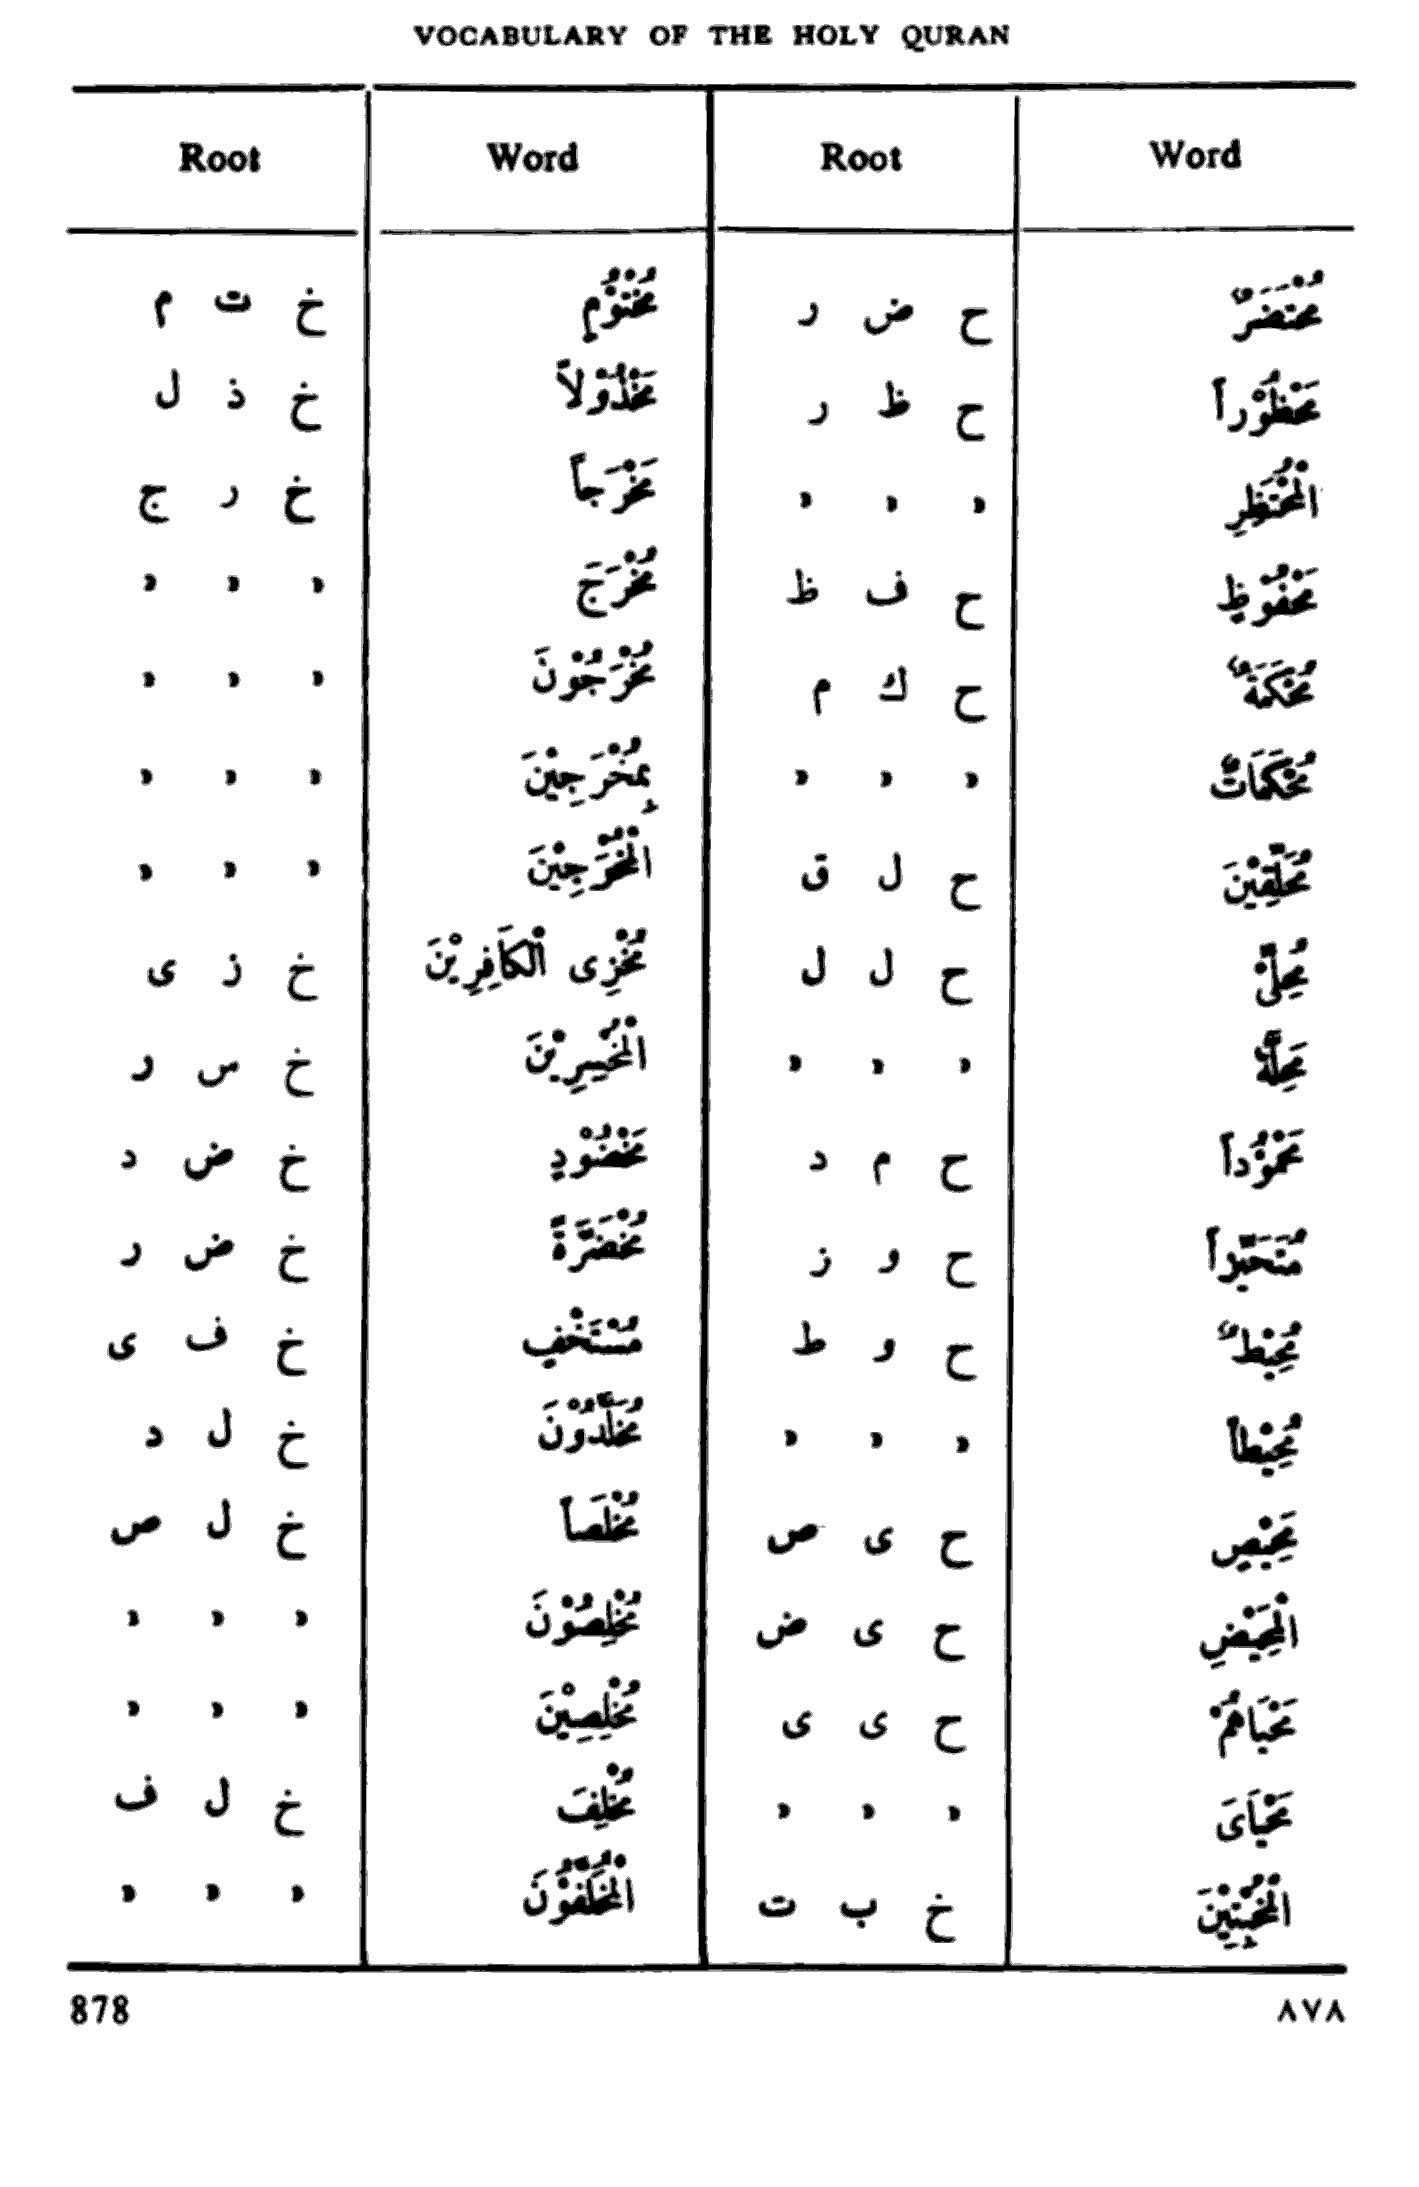 VOCABULARY OF THE HOLY QURAN
Root Word Root Word
مُحْتَضَرٌ ح ض ر مُخْتُوْمٍ خ ت م
مَحْظُوْراً ح ظ ر مَخْذُوْلاً خ ذ ل
الْمُحْتَظِرِ ، ، ، مَخْرَجاً خ ر ج
مَحْفُوْظٍ ح ف ظ مُخْرَجَ ، ، ،
مُحْكَمَةٌ ح ك م مُخْرَجُوْنَ ، ، ،
مُحْكَمَاتٌ ، ، ، بِمُخْرَجِيْنَ ، ، ،
مُحَلِّقِيْنَ ح ل ق الْمُخْرَجِيْنَ ، ، ،
مُحِلِّىْ ح ل ل مُخْزِى الْكَافِرِيْنَ خ ز ى
مَحِلَّهُ ، ، ، الْمُخْسِرِيْنَ خ س ر
مَحْمُوْداً ح م د مَخْضُوْدٍ خ ض د
مُتَحَيِّزاً ح و ز مُخْضَرَّةً خ ض ر
مُحِيْطٌ ح و ط مُسْتَخْفٍ خ ف ى
مُحِيْطاً ، ، ، مُخَلَّدُوْنَ خ ل د
مَحِيْصٍ ح ى ص مُخْلَصاً خ ل ص
الْمَحِيْضِ ح ى ض مُخْلِصُوْنَ ، ، ،
مَحْيَاهُمْ ح ى ى مُخْلِصِيْنَ ، ، ،
مَحْيَاىَ ، ، ، مُخْلِفَ خ ل ف
الْمُخْبِتِيْنَ خ ب ت الْمُخَلَّفُوْنَ ، ، ،
878 ٨٧٨